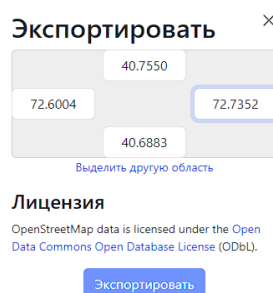 Экспортировать
40.7550
72.6004 72.7352
40.6883
Выделить другую область
Лицензия
OpenStreetMap data is licensed under the Open
Data Commons Open Database License (ODbL).
Экспортировать